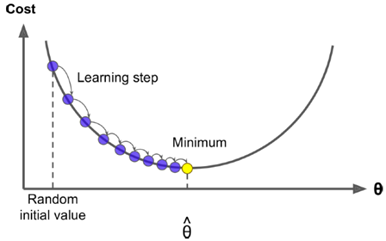 Cost
Learning step
Minimum
θ
Random
initial value
θ̂